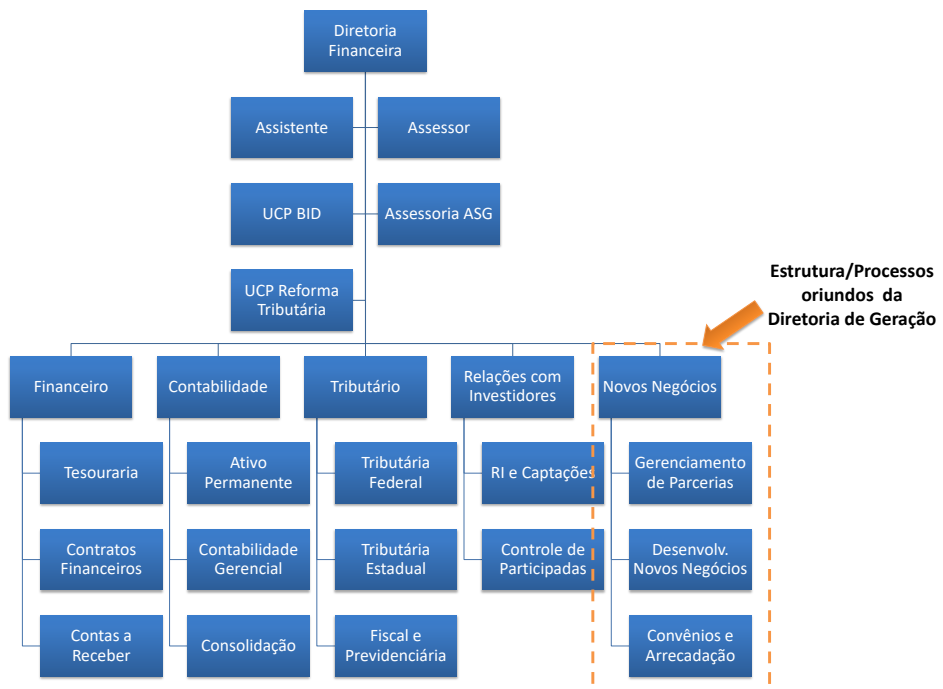 Diretoria
Financeira
Assistente
Assessor
UCP BID
Assessoria ASG
UCP Reforma
Tributária
Estrutura/Processos
oriundos da
Diretoria de Geração
Financeiro
Contabilidade
Tributário
Relações com
Investidores
Novos Negócios
Tesouraria
Ativo
Permanente
Tributária
Federal
RI e Captações
Gerenciamento
de Parcerias
Contratos
Financeiros
Contabilidade
Gerencial
Tributária
Estadual
Controle de
Participadas
Desenvolv.
Novos Negócios
Contas a
Receber
Consolidação
Fiscal e
Previdenciária
Convênios e
Arrecadação